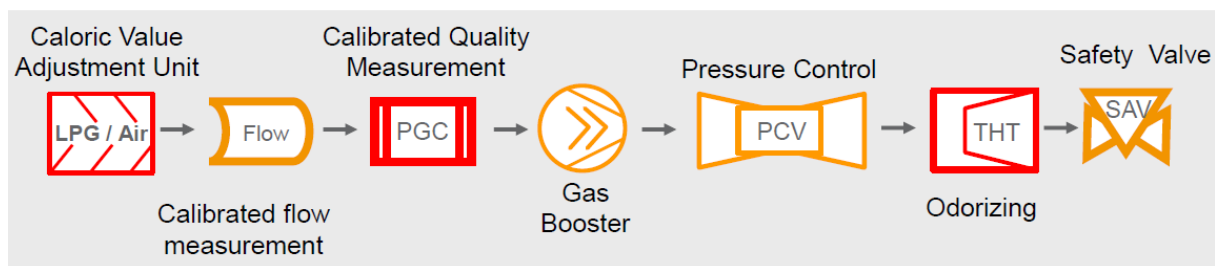 Caloric Value
Adjustment Unit
LPG / Air
Flow
Calibrated flow
measurement
Calibrated Quality
Measurement
PGC
Gas
Booster
Pressure Control
PCV
THT
Odorizing
Safety Valve
SAV